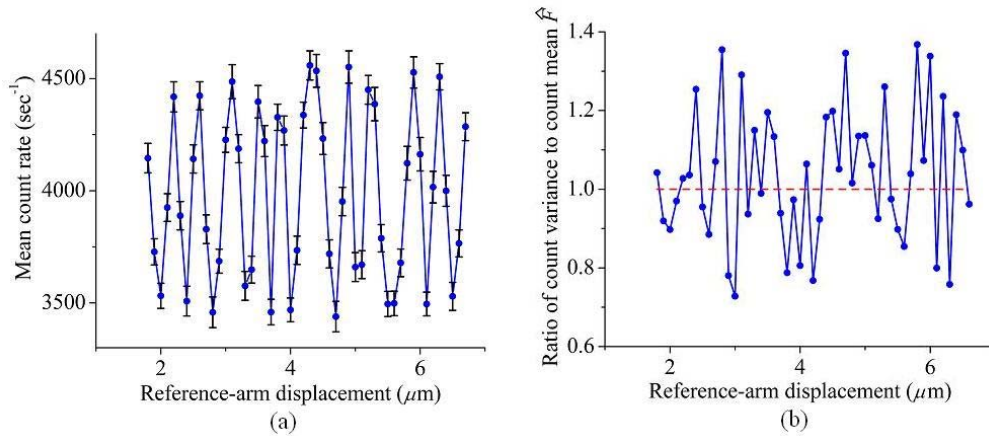 Mean count rate (sec⁻¹)
4500
4000
3500
2
4
6
Reference-arm displacement (μm)
(a)
Ratio of count variance to count mean F̂
1.4
1.2
1.0
0.8
0.6
2
4
6
Reference-arm displacement (μm)
(b)